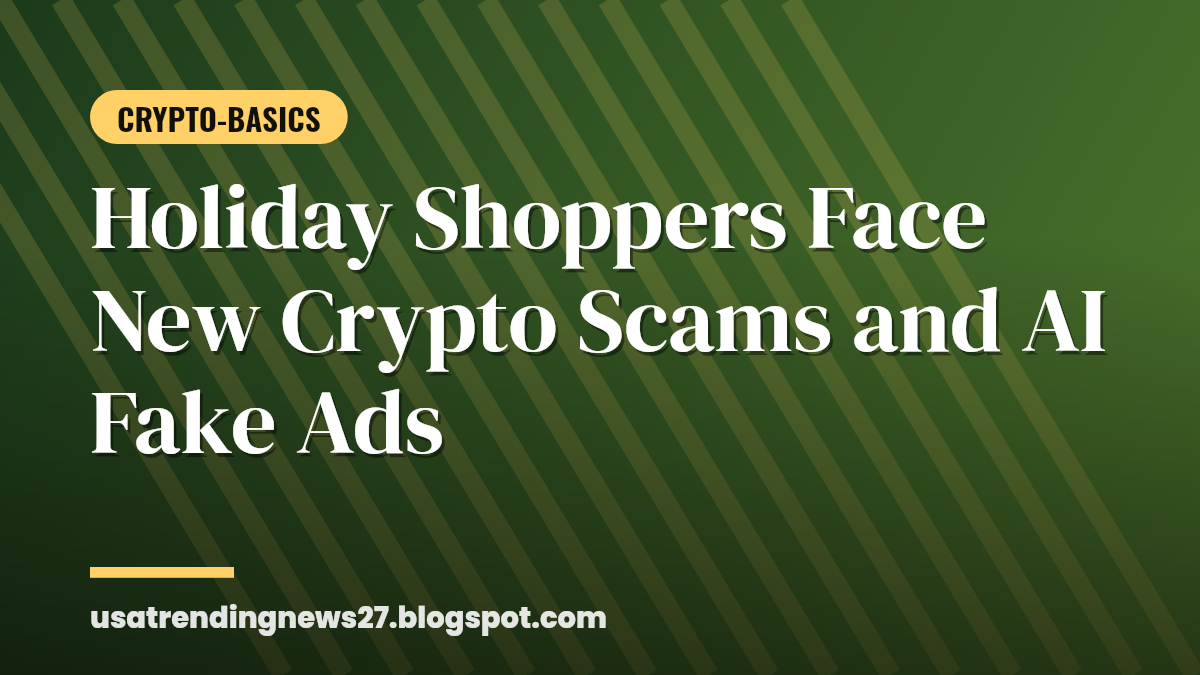 CRYPTO-BASICS
Holiday Shoppers Face
New Crypto Scams and AI
Fake Ads
usatrendingnews27.blogspot.com